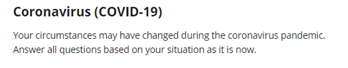 Coronavirus (COVID-19)
Your circumstances may have changed during the coronavirus pandemic.
Answer all questions based on your situation as it is now.